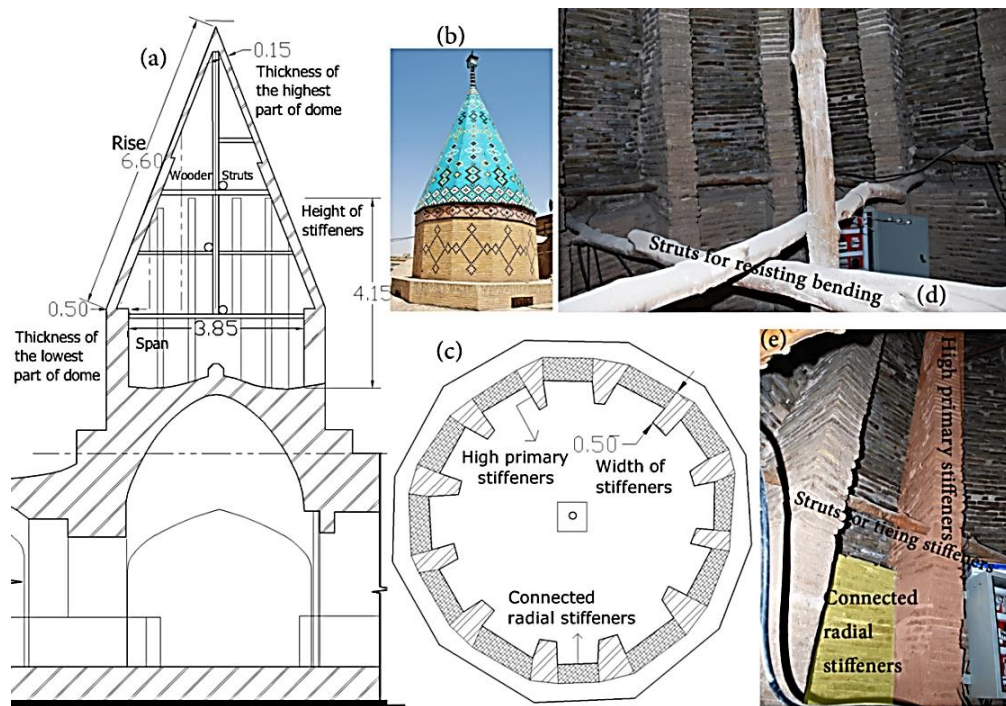 (a)
0.15
Thickness of
the highest
part of dome
Rise
6.60
Wooder Struts
Height of
stiffeners
4.15
0.50
3.85
Span
Thickness of
the lowest
part of dome
(b)
(c)
High primary
stiffeners
0.50
Width of
stiffeners
Connected
radial stiffeners
Struts for resisting bending
(d)
(e)
High primary stiffeners
Struts for tieing stiffeners
Connected
radial
stiffeners